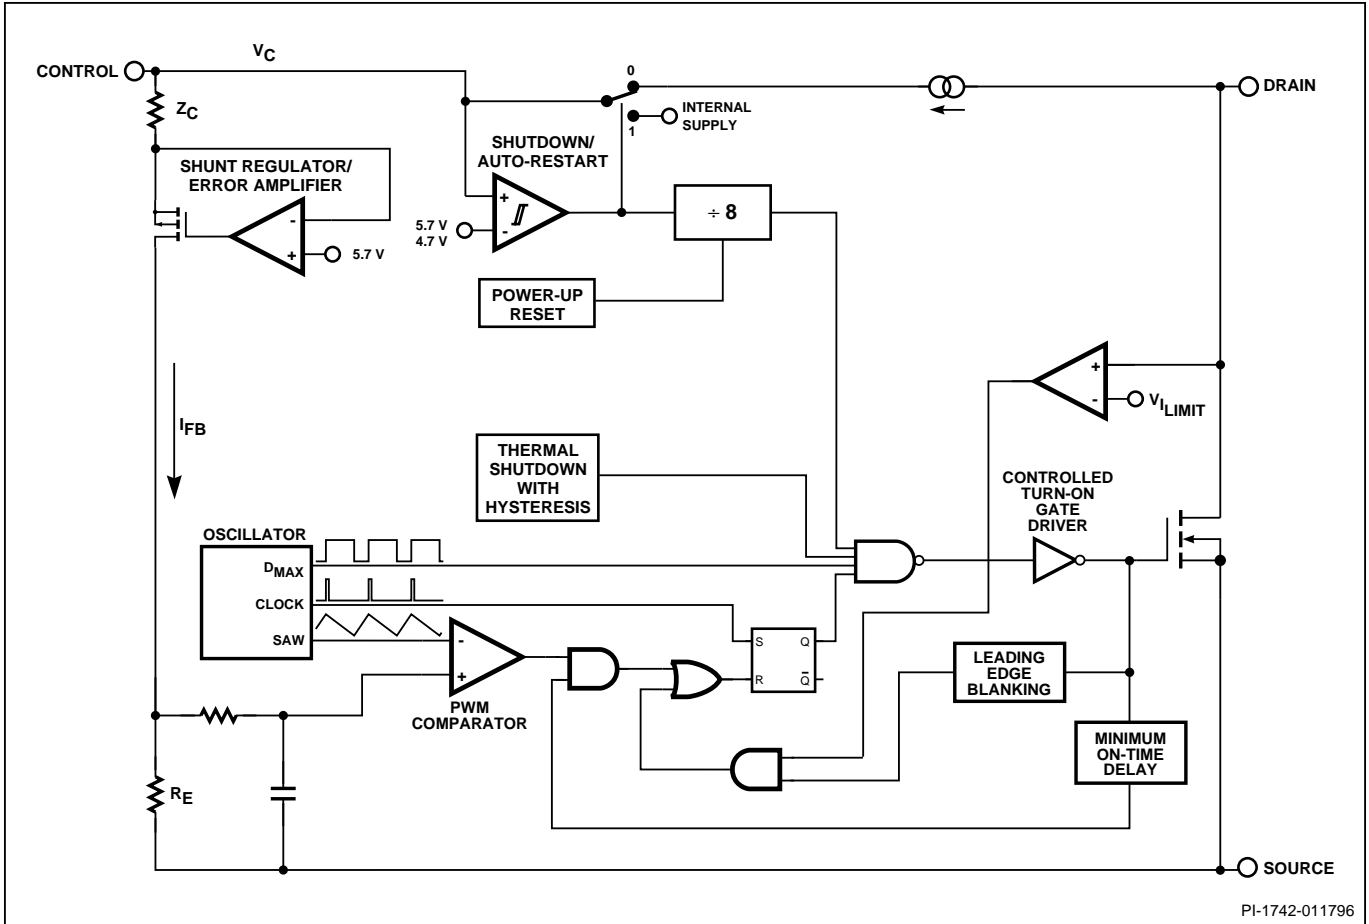 V_C
CONTROL
0
DRAIN
Z_C
INTERNAL
SUPPLY
1
SHUTDOWN/
AUTO-RESTART
SHUNT REGULATOR/
ERROR AMPLIFIER
+
-
5.7 V
4.7 V
÷ 8
-
+
5.7 V
POWER-UP
RESET
+
-
V_I_LIMIT
I_FB
THERMAL
SHUTDOWN
WITH
HYSTERESIS
CONTROLLED
TURN-ON
GATE
DRIVER
OSCILLATOR
D_MAX
CLOCK
SAW
-
+
PWM
COMPARATOR
S Q
R Q̅
LEADING
EDGE
BLANKING
MINIMUM
ON-TIME
DELAY
R_E
SOURCE
PI-1742-011796